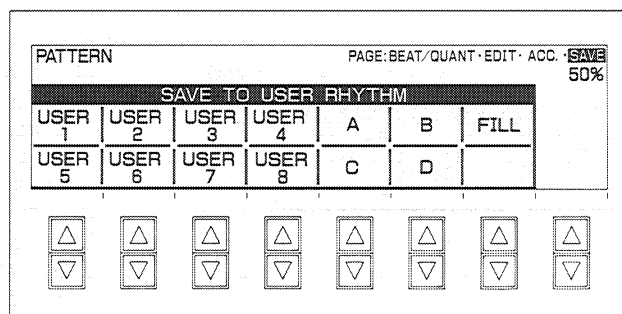 PATTERN PAGE:BEAT/QUANT·EDIT· ACC. ·SAVE
50%
SAVE TO USER RHYTHM
USER 1 USER 2 USER 3 USER 4 A B FILL
USER 5 USER 6 USER 7 USER 8 C D